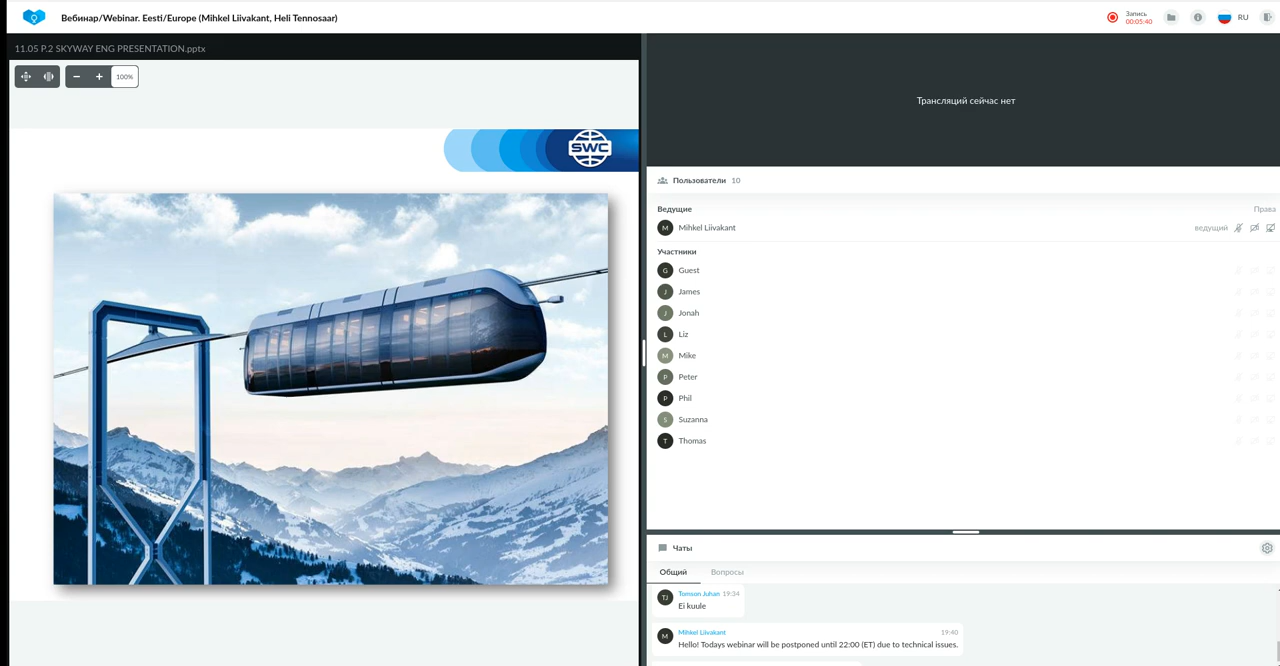 Вебинар/Webinar. Eesti/Europe (Mihkel Liivakant, Heli Tennosaar)
Запись
00:05:40
RU
11.05 P.2 SKYWAY ENG PRESENTATION.pptx
100%
SWC
Трансляций сейчас нет
Пользователи 10
Ведущие
Права
M Mihkel Liivakant
ведущий
Участники
G Guest
J James
J Jonah
L Liz
M Mike
P Peter
P Phil
S Suzanna
T Thomas
Чаты
Общий
Вопросы
TJ Tomson Juhan 19:34
Ei kuule
M Mihkel Liivakant 19:40
Hello! Todays webinar will be postponed until 22:00 (ET) due to technical issues.